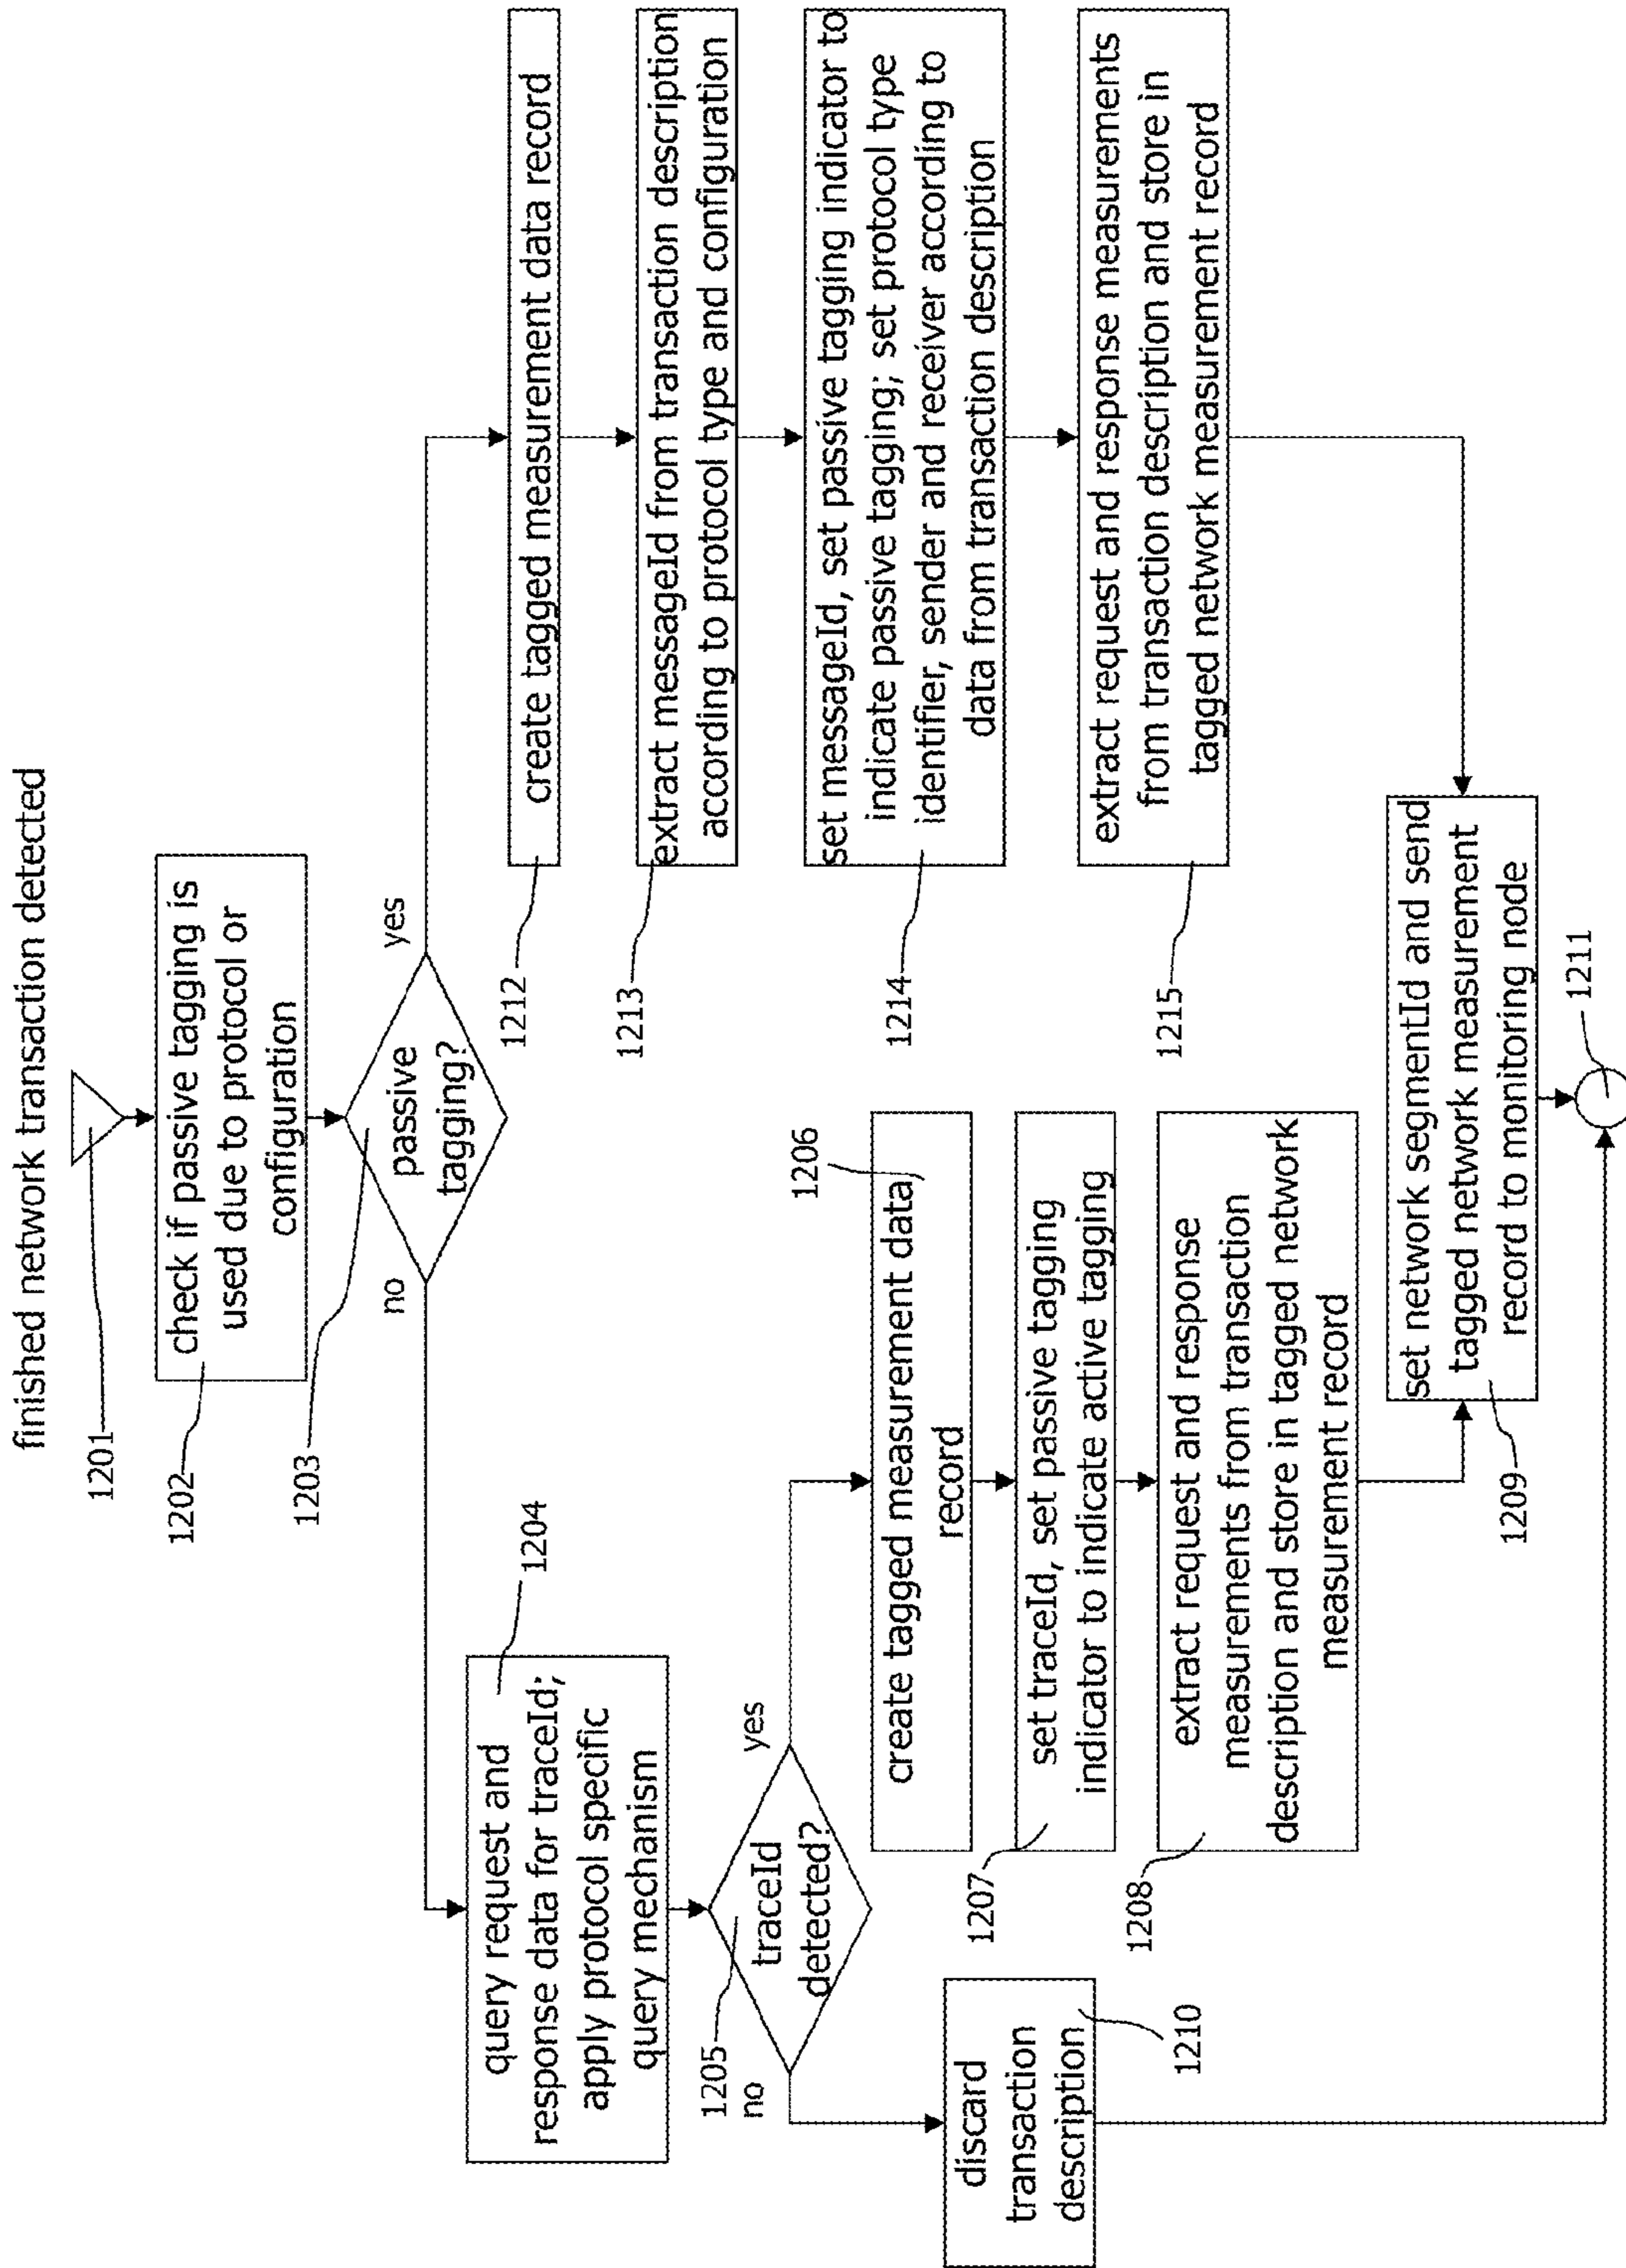 finished network transaction detected
1201
check if passive tagging is
used due to protocol or
configuration
1202
passive
tagging?
1203
no
yes
query request and
response data for traceId;
apply protocol specific
query mechanism
1204
traceId
detected?
1205
no
yes
discard
transaction
description
1210
create tagged measurement data
record
1206
set traceId, set passive tagging
indicator to indicate active tagging
1207
extract request and response
measurements from transaction
description and store in tagged network
measurement record
1208
create tagged measurement data record
1212
extract messageId from transaction description
according to protocol type and configuration
1213
set messageId, set passive tagging indicator to
indicate passive tagging; set protocol type
identifier, sender and receiver according to
data from transaction description
1214
extract request and response measurements
from transaction description and store in
tagged network measurement record
1215
set network segmentId and send
tagged network measurement
record to monitoring node
1209
1211